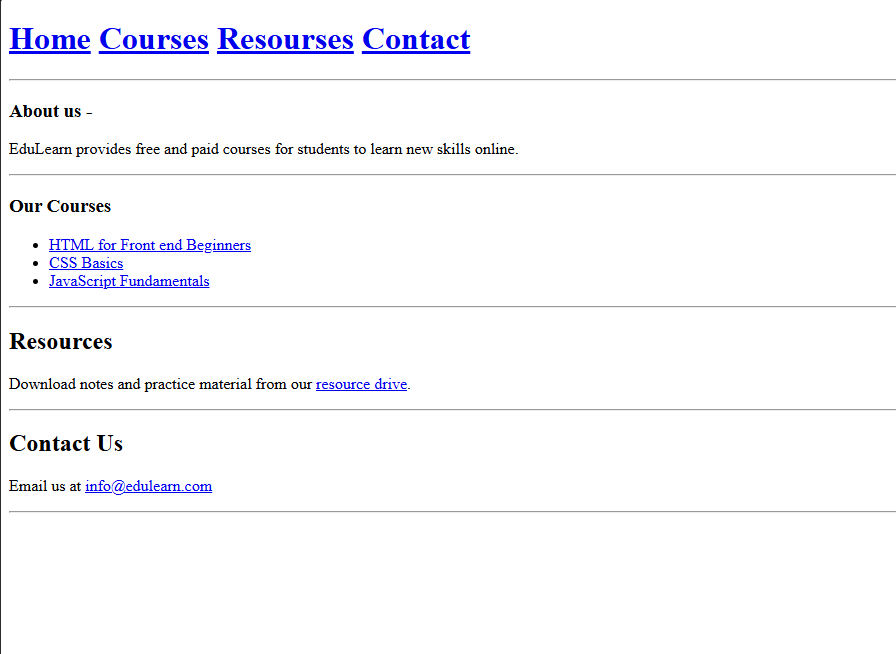 Home Courses Resourses Contact
About us -
EduLearn provides free and paid courses for students to learn new skills online.
Our Courses
HTML for Front end Beginners
CSS Basics
JavaScript Fundamentals
Resources
Download notes and practice material from our resource drive.
Contact Us
Email us at info@edulearn.com